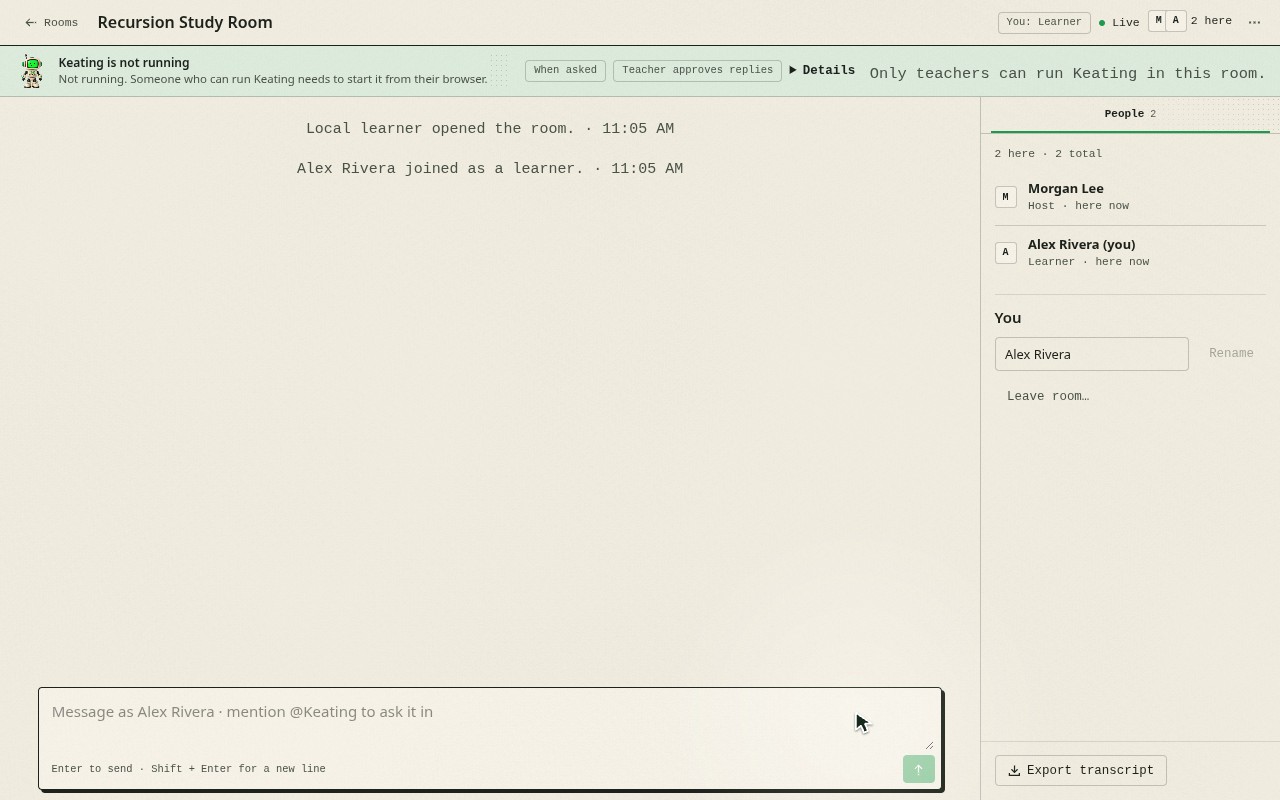 Rooms
Recursion Study Room
You: Learner
Live
M A 2 here
Keating is not running
Not running. Someone who can run Keating needs to start it from their browser.
When asked
Teacher approves replies
Details
Only teachers can run Keating in this room.
Local learner opened the room. · 11:05 AM
Alex Rivera joined as a learner. · 11:05 AM
People 2
2 here · 2 total
M
Morgan Lee
Host · here now
A
Alex Rivera (you)
Learner · here now
You
Alex Rivera
Rename
Leave room…
Message as Alex Rivera · mention @Keating to ask it in
Enter to send · Shift + Enter for a new line
Export transcript